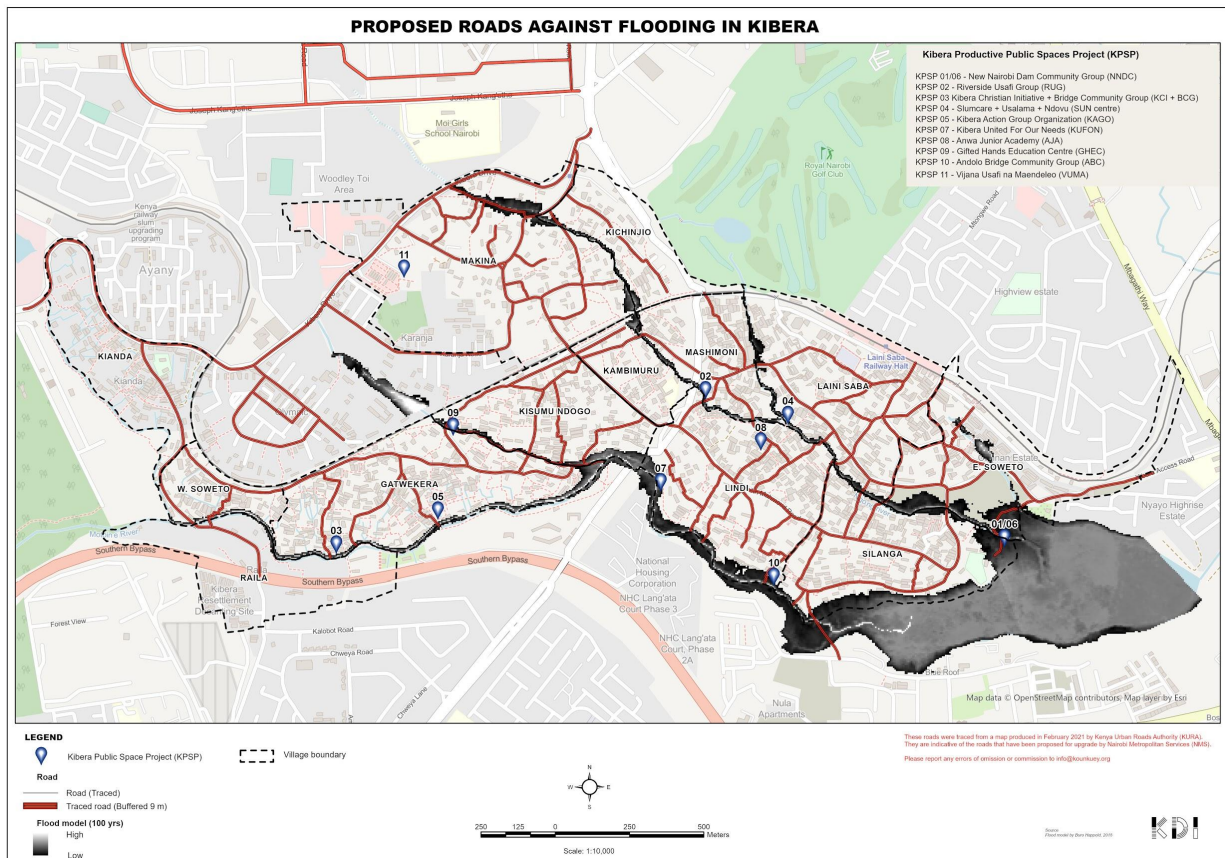 PROPOSED ROADS AGAINST FLOODING IN KIBERA
Kibera Productive Public Spaces Project (KPSP)
KPSP 01/06 - New Nairobi Dam Community Group (NNDC)
KPSP 02 - Riverside Usafi Group (RUG)
KPSP 03 Kibera Christian Initiative + Bridge Community Group (KCI + BCG)
KPSP 04 - Slumcare + Usalama + Ndovu (SUN centre)
KPSP 05 - Kibera Action Group Organization (KAGO)
KPSP 07 - Kibera United For Our Needs (KUFON)
KPSP 08 - Anwa Junior Academy (AJA)
KPSP 09 - Gifted Hands Education Centre (GHEC)
KPSP 10 - Andolo Bridge Community Group (ABC)
KPSP 11 - Vijana Usafi na Maendeleo (VUMA)
Joseph Kang'ethe
Joseph Kang'ethe
Moi Girls
School Nairobi
Royal Nairobi
Golf Club
Woodley Toi
Area
Mtongwe Road
Kenya
railway
slum
upgrading
program
Ayany
KICHINJIO
MAKINA
11
Mbagathi Way
Highview estate
Karanja
KIANDA
Kianda
MASHIMONI
Laini Saba
Railway Halt
KAMBIMURU
LAINI SABA
02
04
Olympic
09
KISUMU NDOGO
08
E. SOWETO
Access Road
07
W. SOWETO
GATWEKERA
LINDI
Nyayo Highrise
Estate
05
01/06
03
SILANGA
Southern Bypass
Southern Bypass
RAILA
10
National
Housing
Corporation
NHC Lang'ata
Court Phase 3
Kibera
Forest View
Kalobot Road
Chweya Road
NHC Lang'ata
Court, Phase
2A
Chweya Lane
Blue Roof
Nula
Apartments
Map data © OpenStreetMap contributors, Map layer by Esri
LEGEND
Kibera Public Space Project (KPSP)
Village boundary
Road
Road (Traced)
Traced road (Buffered 9 m)
Flood model (100 yrs)
High
Low
N
W E
S
250 125 0 250 500
Meters
Scale: 1:10,000
These roads were traced from a map produced in February 2021 by Kenya Urban Roads Authority (KURA).
They are indicative of the roads that have been proposed for upgrade by Nairobi Metropolitan Services (NMS).
Please report any errors of omission or commission to info@kounkuey.org
Source
KDI